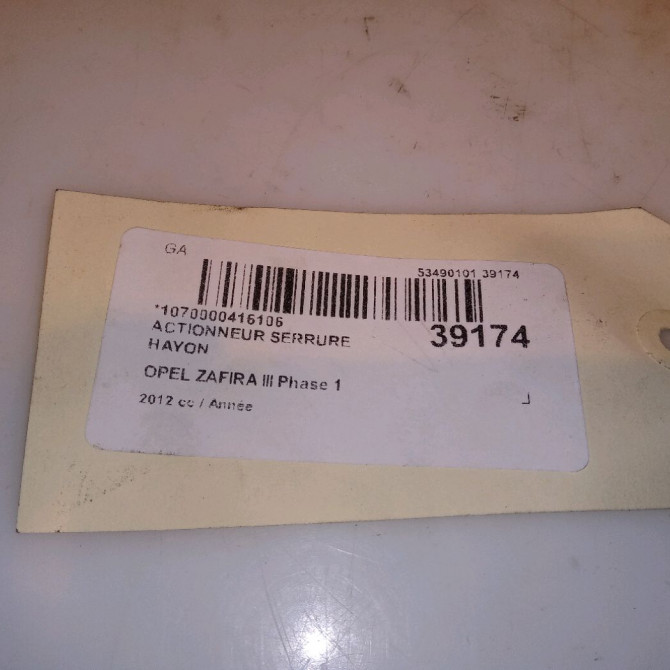 GA
53490101 39174
*1070000416106
39174
ACTIONNEUR SERRURE
HAYON
OPEL ZAFIRA III Phase 1
2012 cc / Année